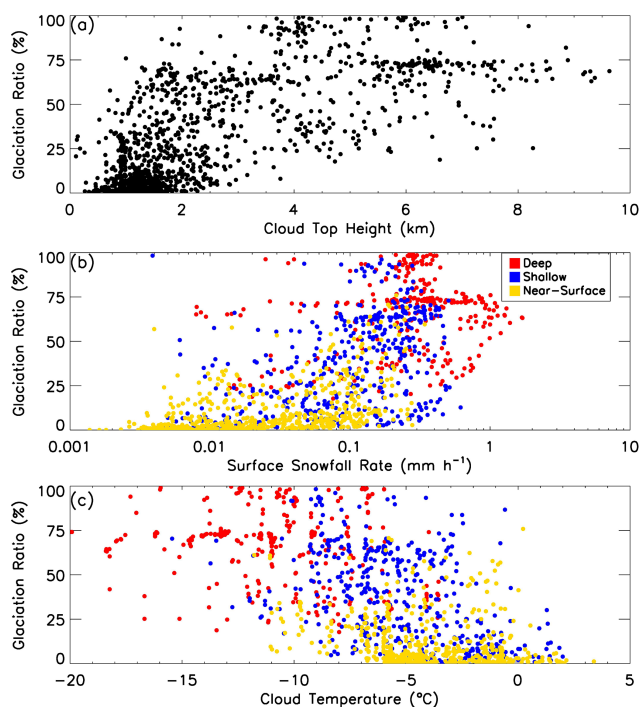 (a)
Glaciation Ratio (%)
100
75
50
25
0
0 2 4 6 8 10
Cloud Top Height (km)
(b)
Glaciation Ratio (%)
100
75
50
25
0
Deep
Shallow
Near-Surface
0.001 0.01 0.1 1 10
Surface Snowfall Rate (mm h⁻¹)
(c)
Glaciation Ratio (%)
100
75
50
25
0
-20 -15 -10 -5 0 5
Cloud Temperature (°C)